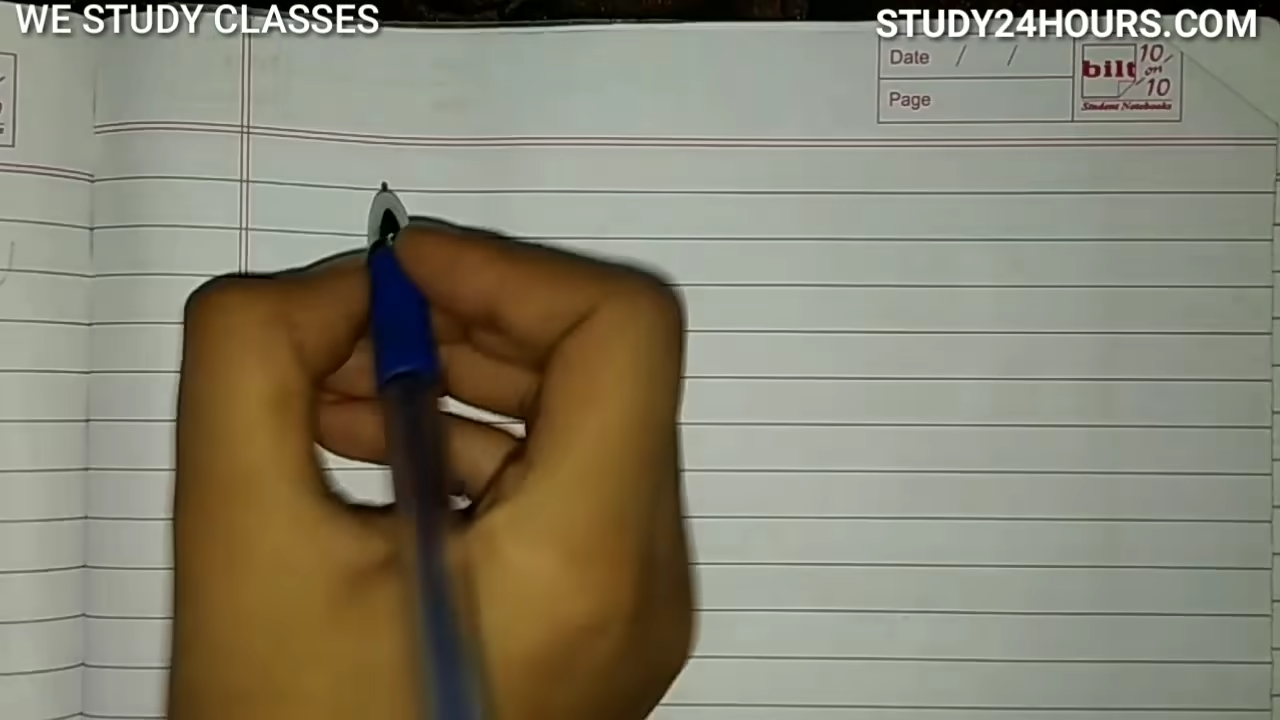 WE STUDY CLASSES
STUDY24HOURS.COM
Date / /
Page
bilt 10 on 10
Student Notebooks